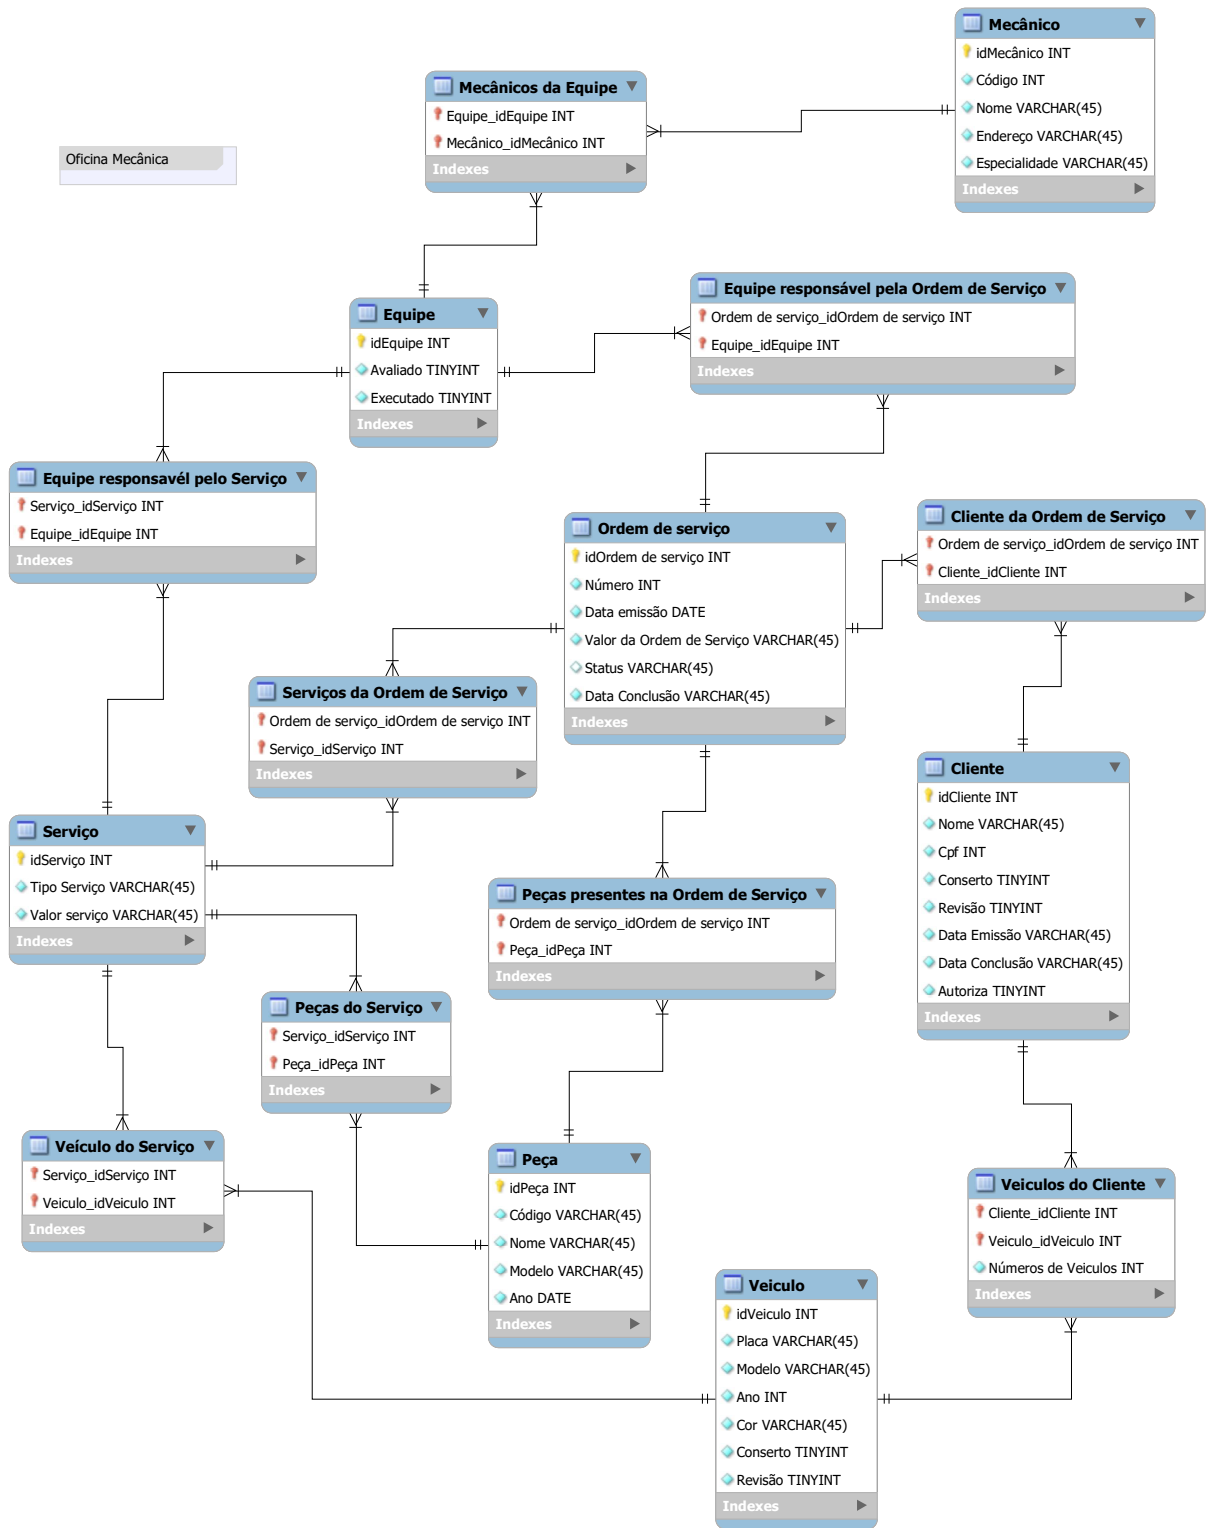 Mecânico
idMecânico INT
Código INT
Nome VARCHAR(45)
Endereço VARCHAR(45)
Especialidade VARCHAR(45)
Indexes
Mecânicos da Equipe
Equipe_idEquipe INT
Mecânico_idMecânico INT
Indexes
Oficina Mecânica
Equipe
idEquipe INT
Avaliado TINYINT
Executado TINYINT
Indexes
Equipe responsável pela Ordem de Serviço
Ordem de serviço_idOrdem de serviço INT
Equipe_idEquipe INT
Indexes
Equipe responsavél pelo Serviço
Serviço_idServiço INT
Equipe_idEquipe INT
Indexes
Ordem de serviço
idOrdem de serviço INT
Número INT
Data emissão DATE
Valor da Ordem de Serviço VARCHAR(45)
Status VARCHAR(45)
Data Conclusão VARCHAR(45)
Indexes
Cliente da Ordem de Serviço
Ordem de serviço_idOrdem de serviço INT
Cliente_idCliente INT
Indexes
Serviços da Ordem de Serviço
Ordem de serviço_idOrdem de serviço INT
Serviço_idServiço INT
Indexes
Cliente
idCliente INT
Nome VARCHAR(45)
Cpf INT
Conserto TINYINT
Revisão TINYINT
Data Emissão VARCHAR(45)
Data Conclusão VARCHAR(45)
Autoriza TINYINT
Indexes
Serviço
idServiço INT
Tipo Serviço VARCHAR(45)
Valor serviço VARCHAR(45)
Indexes
Peças presentes na Ordem de Serviço
Ordem de serviço_idOrdem de serviço INT
Peça_idPeça INT
Indexes
Peças do Serviço
Serviço_idServiço INT
Peça_idPeça INT
Indexes
Veículo do Serviço
Serviço_idServiço INT
Veiculo_idVeiculo INT
Indexes
Peça
idPeça INT
Código VARCHAR(45)
Nome VARCHAR(45)
Modelo VARCHAR(45)
Ano DATE
Indexes
Veiculos do Cliente
Cliente_idCliente INT
Veiculo_idVeiculo INT
Números de Veiculos INT
Indexes
Veiculo
idVeiculo INT
Placa VARCHAR(45)
Modelo VARCHAR(45)
Ano INT
Cor VARCHAR(45)
Conserto TINYINT
Revisão TINYINT
Indexes